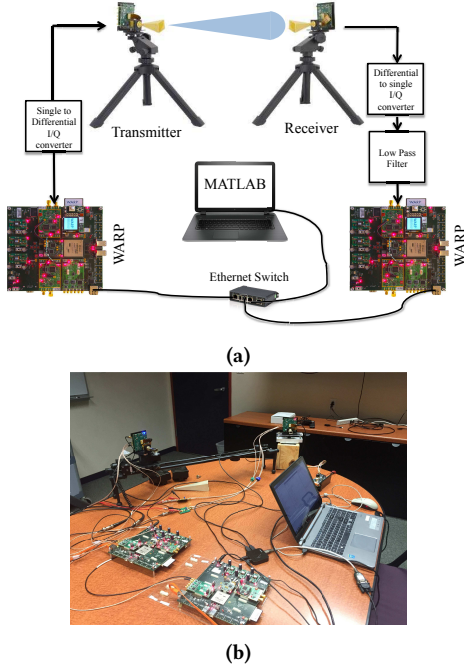 Single to
Differential
I/Q
converter
Transmitter
Receiver
Differential
to single
I/Q
converter
Low Pass
Filter
MATLAB
WARP
WARP
Ethernet Switch
(a)
(b)